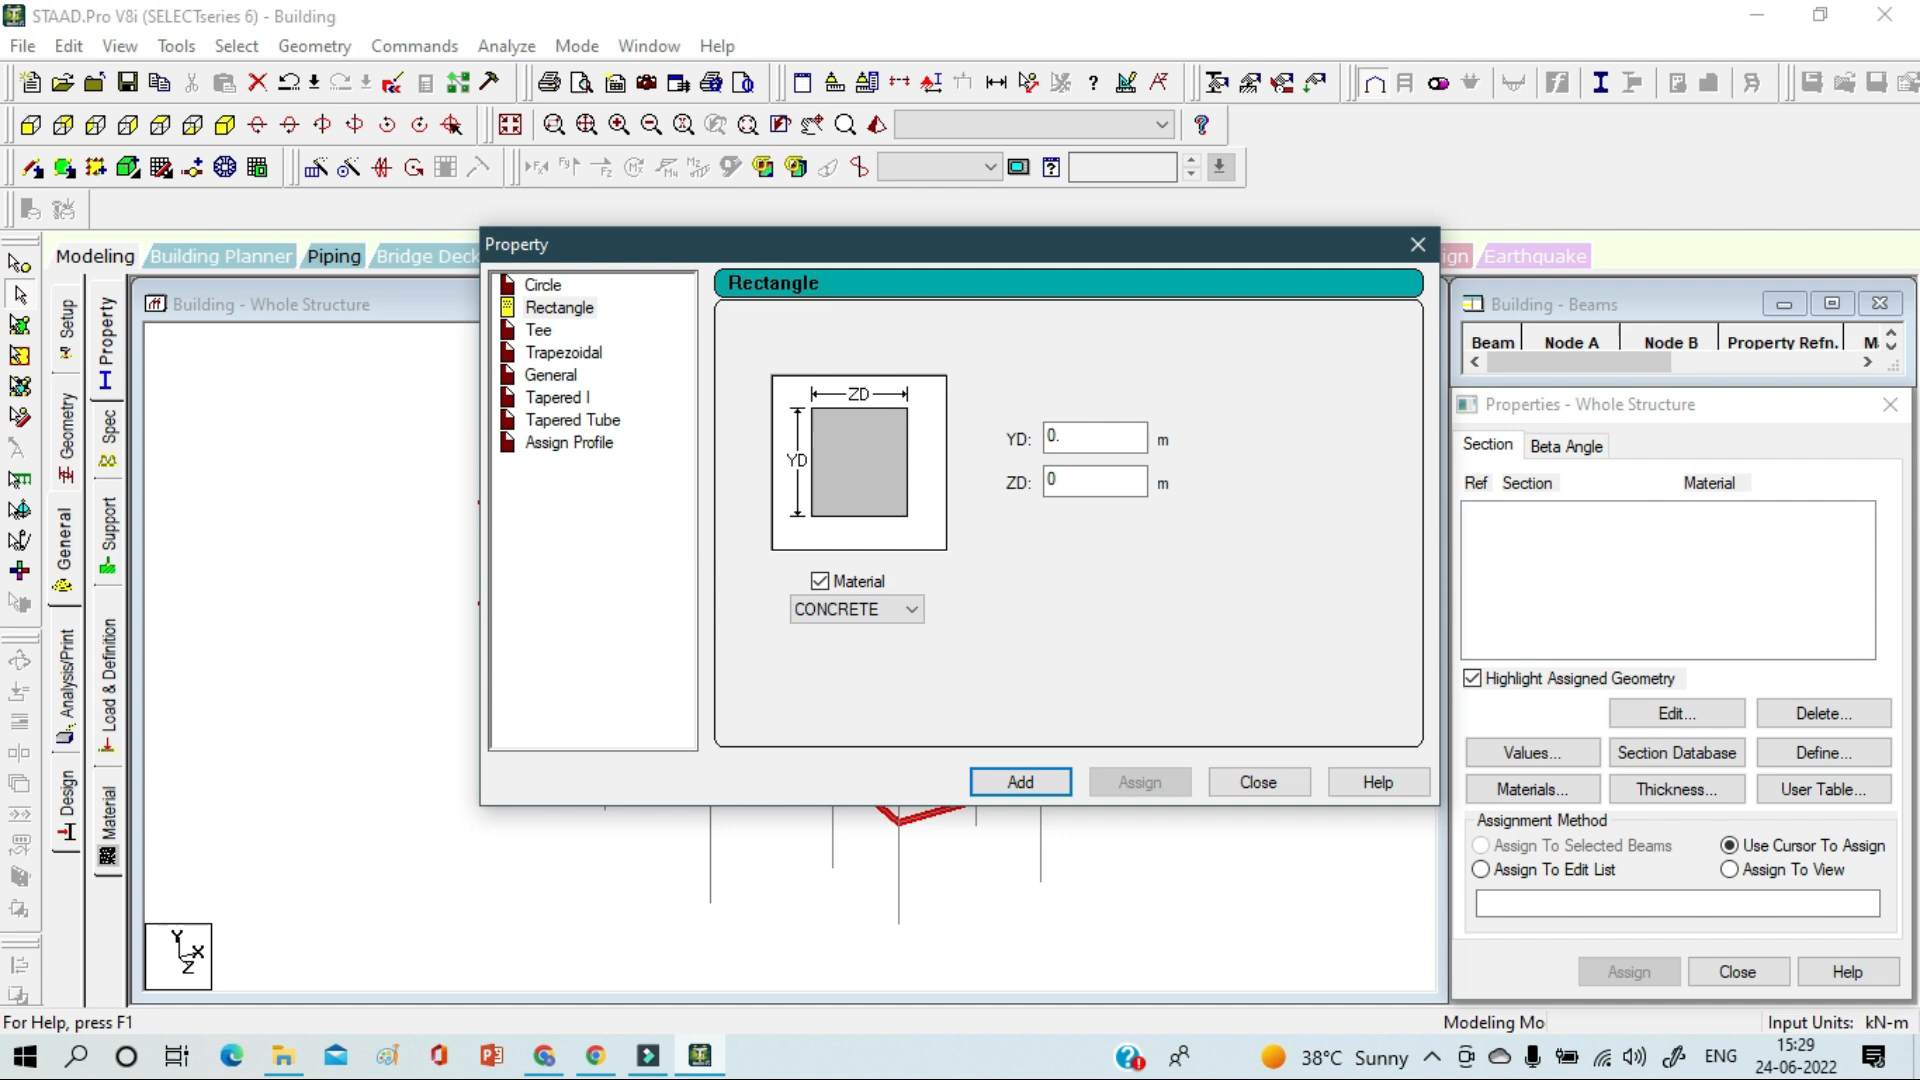 STAAD.Pro V8i (SELECTseries 6) - Building
File Edit View Tools Select Geometry Commands Analyze Mode Window Help
Modeling Building Planner Piping Bridge Deck ign Earthquake
Property
Circle
Rectangle
Tee
Trapezoidal
General
Tapered I
Tapered Tube
Assign Profile
Rectangle
ZD
YD
YD: 0. m
ZD: 0 m
Material
CONCRETE
Add Assign Close Help
Setup
Geometry
General
Analysis/Print
Design
Property
Spec
Support
Load & Definition
Material
Building - Whole Structure
Y
X
Z
Building - Beams
Beam Node A Node B Property Refn. M
Properties - Whole Structure
Section Beta Angle
Ref Section Material
Highlight Assigned Geometry
Edit... Delete...
Values... Section Database Define...
Materials... Thickness... User Table...
Assignment Method
Assign To Selected Beams Use Cursor To Assign
Assign To Edit List Assign To View
Assign Close Help
For Help, press F1 Modeling Mo Input Units: kN-m
38°C Sunny ENG 15:29
24-06-2022